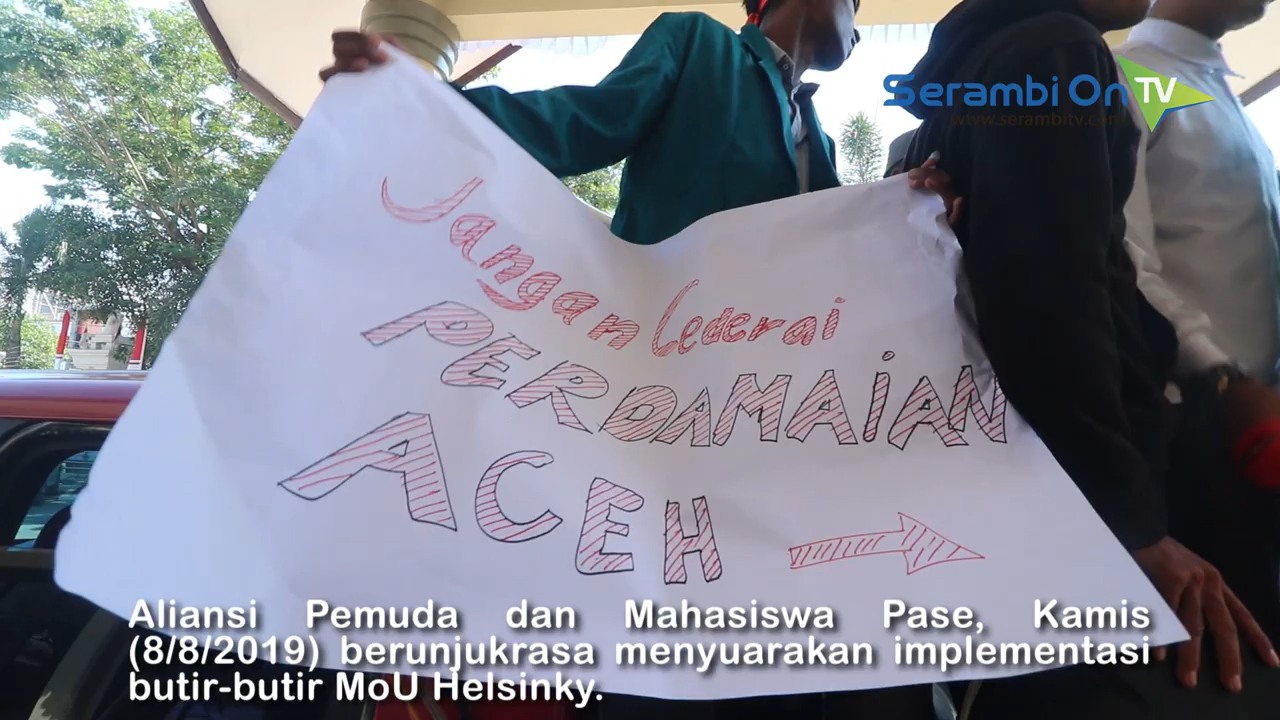 Serambi On TV
www.serambitv.com
Jangan Cederai
PERDAMAIAN
ACEH
Aliansi Pemuda dan Mahasiswa Pase, Kamis
(8/8/2019) berunjukrasa menyuarakan implementasi
butir-butir MoU Helsinky.